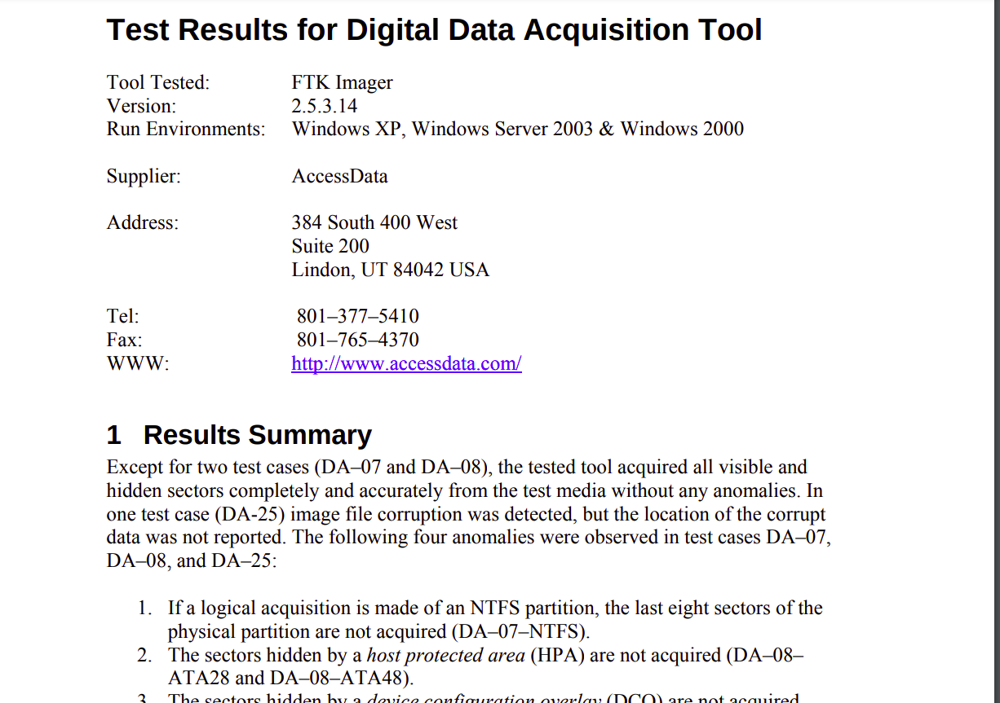 Test Results for Digital Data Acquisition Tool
Tool Tested: FTK Imager
Version: 2.5.3.14
Run Environments: Windows XP, Windows Server 2003 & Windows 2000
Supplier: AccessData
Address: 384 South 400 West
Suite 200
Lindon, UT 84042 USA
Tel: 801–377–5410
Fax: 801–765–4370
WWW: http://www.accessdata.com/
1 Results Summary
Except for two test cases (DA–07 and DA–08), the tested tool acquired all visible and
hidden sectors completely and accurately from the test media without any anomalies. In
one test case (DA-25) image file corruption was detected, but the location of the corrupt
data was not reported. The following four anomalies were observed in test cases DA–07,
DA–08, and DA–25:
1. If a logical acquisition is made of an NTFS partition, the last eight sectors of the
physical partition are not acquired (DA–07–NTFS).
2. The sectors hidden by a host protected area (HPA) are not acquired (DA–08–
ATA28 and DA–08–ATA48).
3. The sectors hidden by a device configuration overlay (DCO) are not acquired